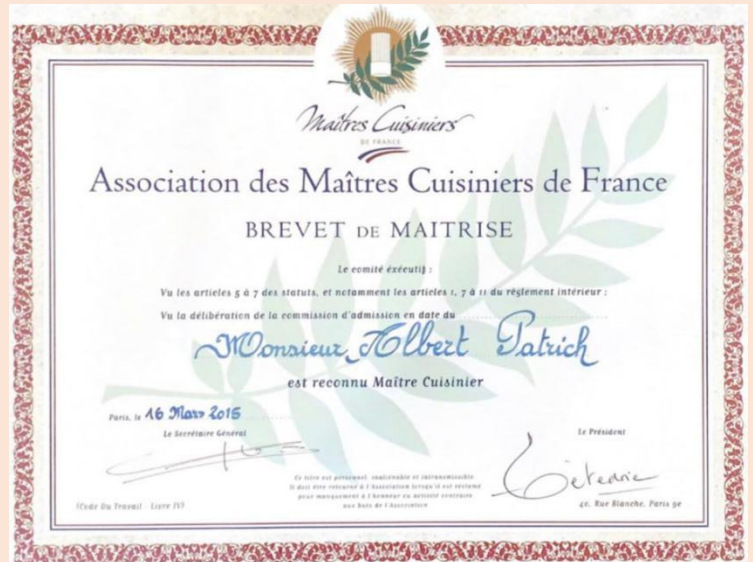 Maîtres Cuisiniers
DE FRANCE
Association des Maîtres Cuisiniers de France
BREVET DE MAITRISE
Le comité exécutif :
Vu les articles 5 à 7 des statuts, et notamment les articles 1, 7 à 11 du règlement intérieur :
Vu la délibération de la commission d'admission en date du
Monsieur Albert Patrich
est reconnu Maître Cuisinier
Paris, le 16 Mars 2015
Le Secrétaire Général
Le Président
Ce titre est personnel, inaliénable et intransmissible
Il doit être retourné à l'Association lorsqu'il est réclamé
pour manquement à l'honneur ou activité contraire
aux buts de l'Association
(Code Du Travail - Livre IV)
40, Rue Blanche, Paris 9e